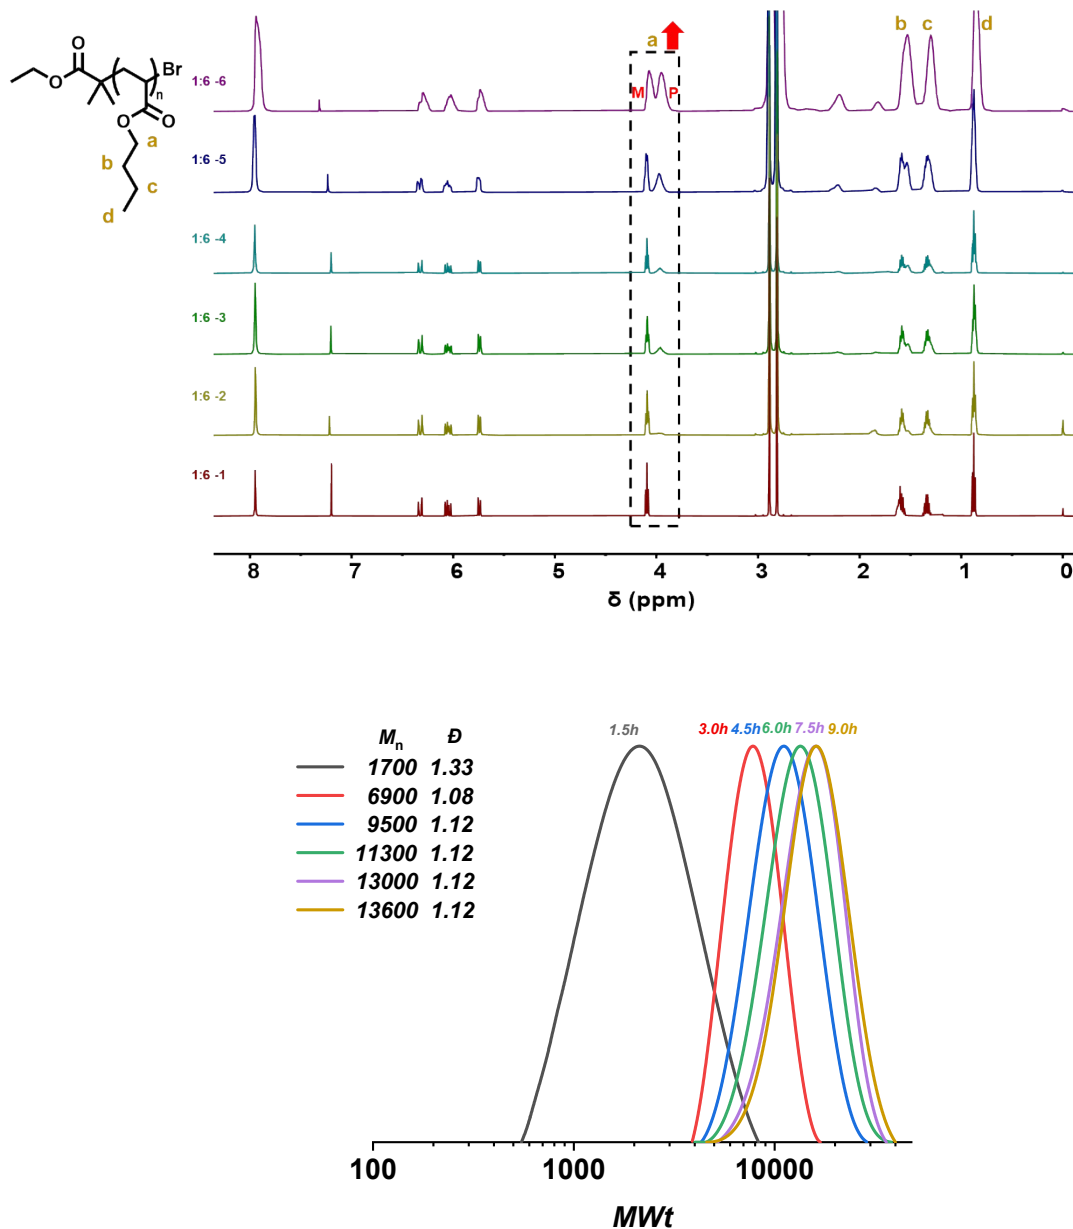 O
O
Br
n
O
O
a
b
c
d
a
b
c
d
1:6 -6
M
P
1:6 -5
1:6 -4
1:6 -3
1:6 -2
1:6 -1
8 7 6 5 4 3 2 1 0
δ (ppm)
1.5h 3.0h 4.5h 6.0h 7.5h 9.0h
Mn Đ
1700 1.33
6900 1.08
9500 1.12
11300 1.12
13000 1.12
13600 1.12
100 1000 10000
MWt